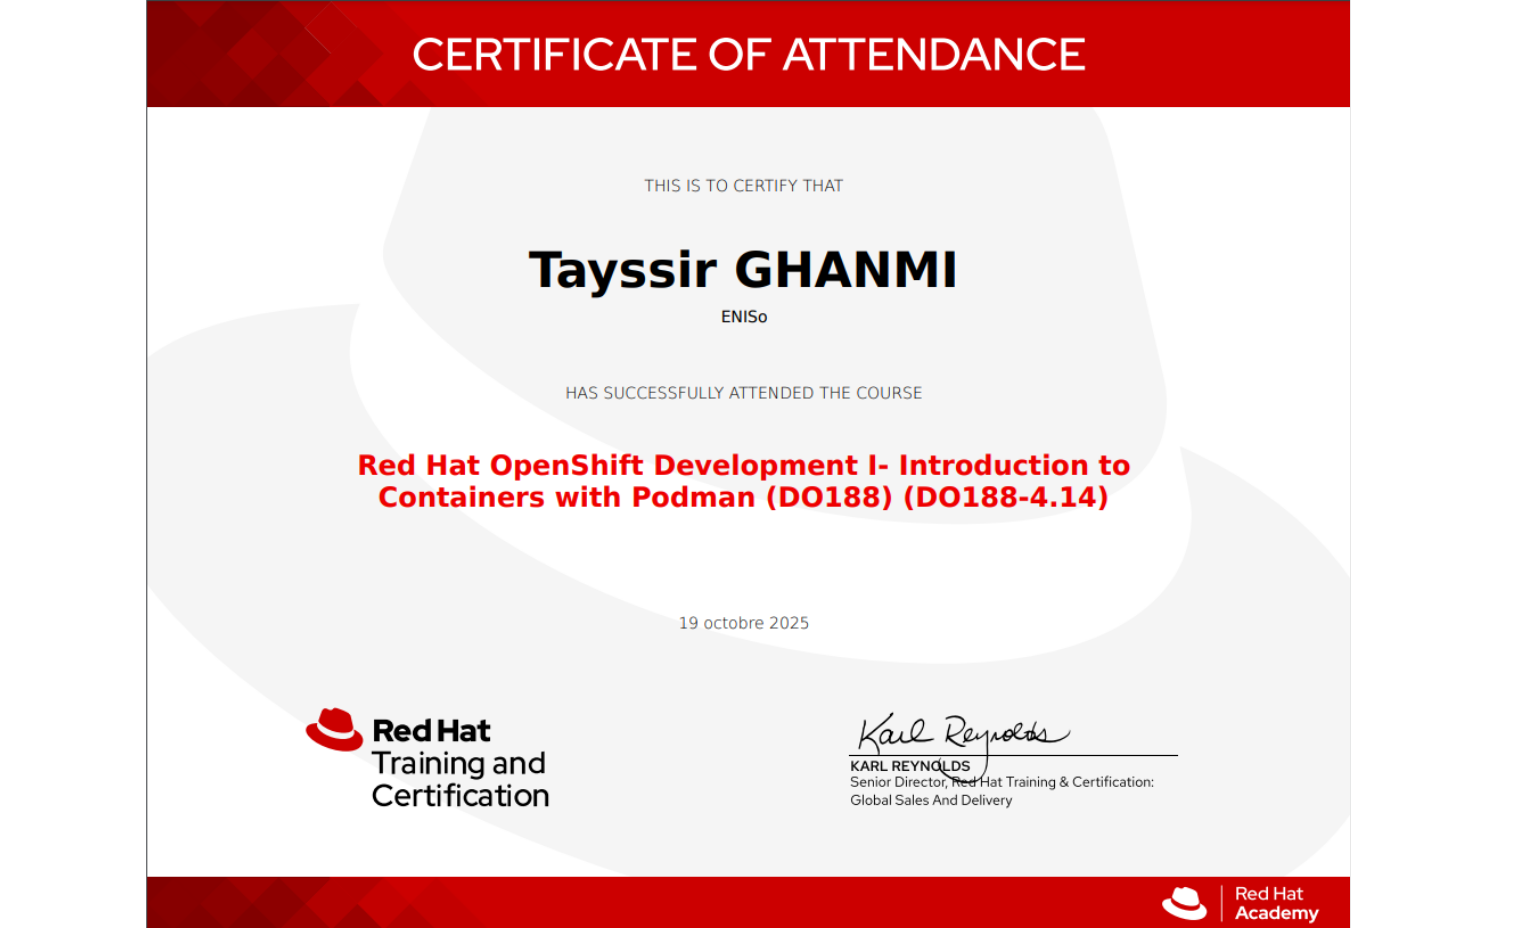 CERTIFICATE OF ATTENDANCE
THIS IS TO CERTIFY THAT
Tayssir GHANMI
ENISo
HAS SUCCESSFULLY ATTENDED THE COURSE
Red Hat OpenShift Development I- Introduction to
Containers with Podman (DO188) (DO188-4.14)
19 octobre 2025
Red Hat
Training and
Certification
Karl Reynolds
KARL REYNOLDS
Senior Director, Red Hat Training & Certification:
Global Sales And Delivery
Red Hat
Academy